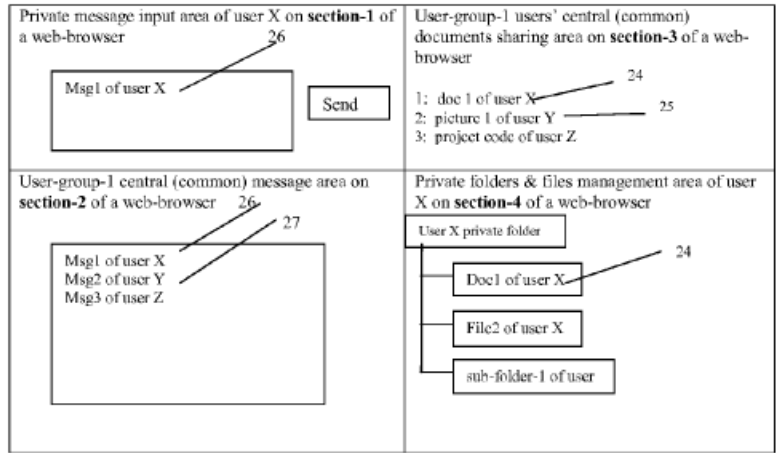 Private message input area of user X on section-1 of
a web-browser
26
Msg1 of user X
Send
User-group-1 users' central (common)
documents sharing area on section-3 of a web-
browser
24
1: doc 1 of user X
25
2: picture 1 of user Y
3: project code of user Z
User-group-1 central (common) message area on
section-2 of a web-browser
26
27
Msg1 of user X
Msg2 of user Y
Msg3 of user Z
Private folders & files management area of user
X on section-4 of a web-browser
User X private folder
24
Doc1 of user X
File2 of user X
sub-folder-1 of user